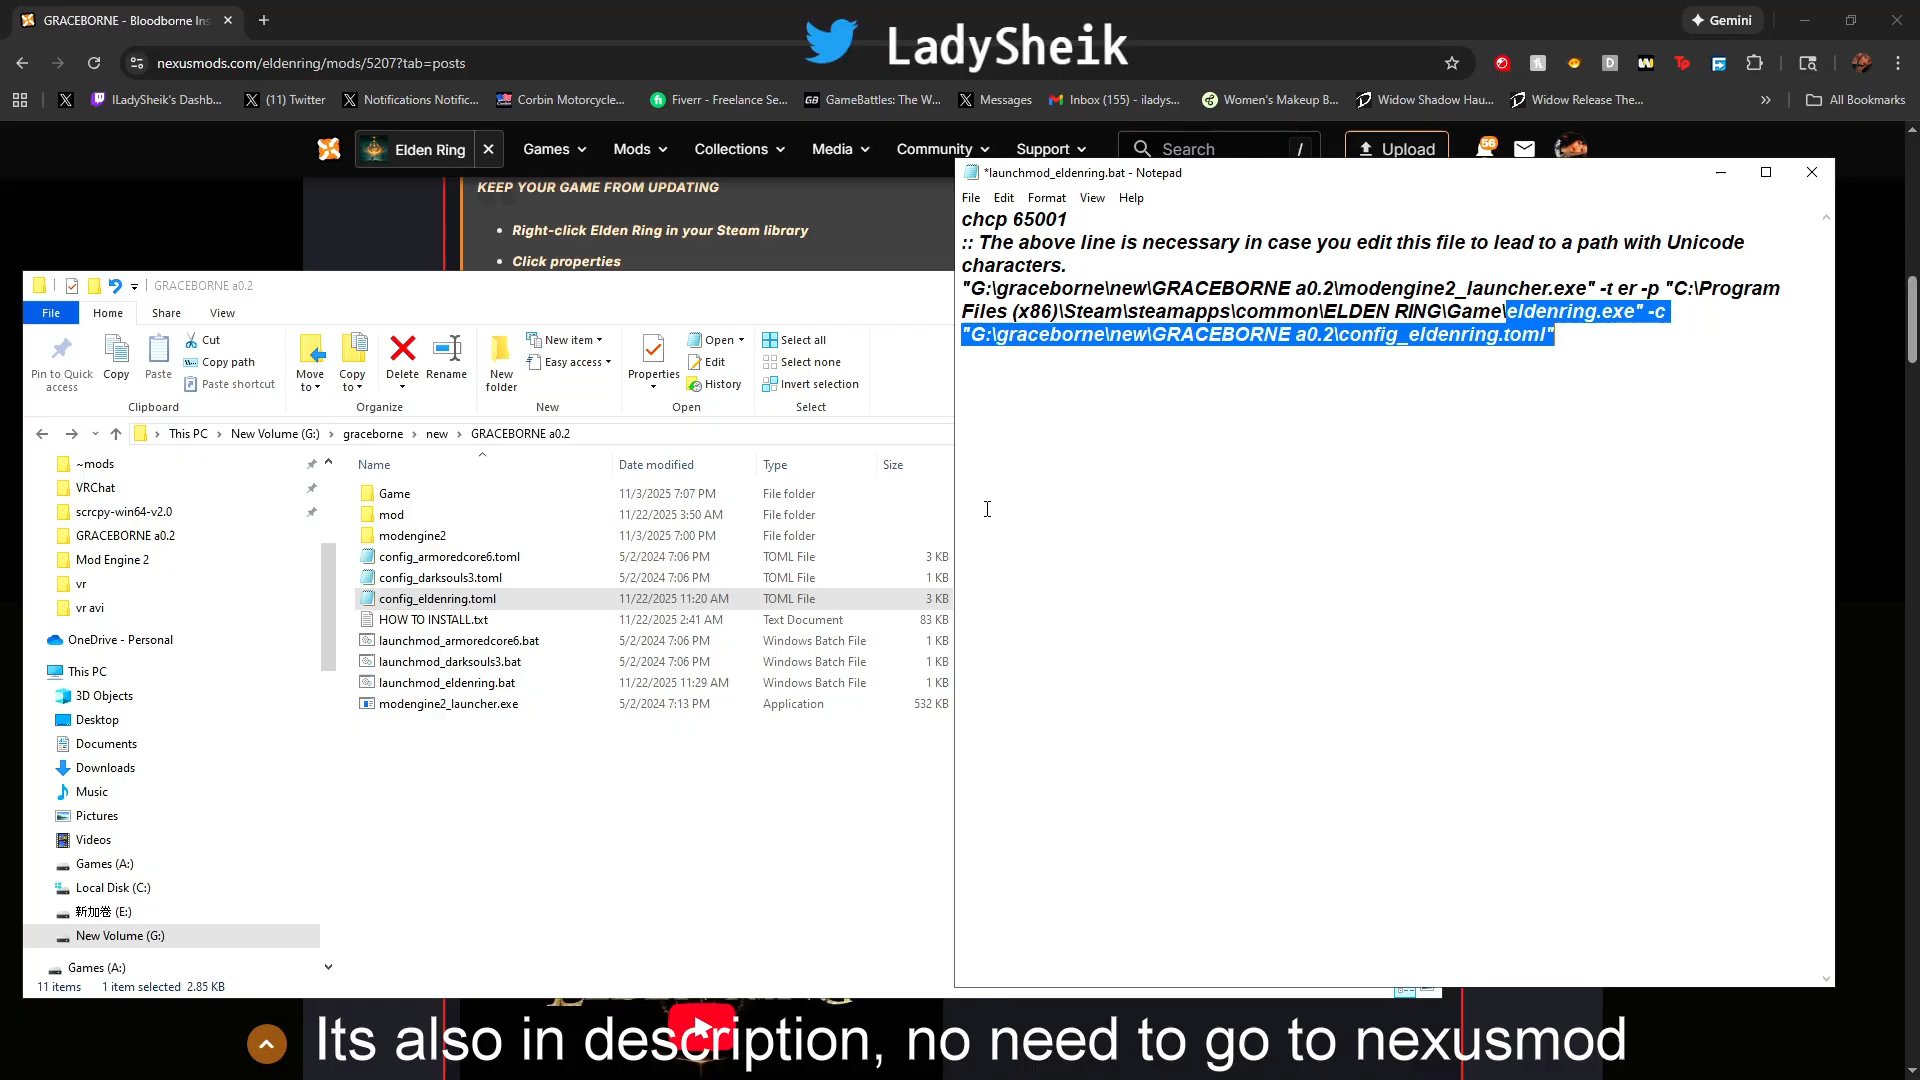 GRACEBORNE - Bloodborne Ins
LadySheik
Gemini
nexusmods.com/eldenring/mods/5207?tab=posts
ILadySheik's Dashb...
(11) Twitter
Notifications Notific...
Corbin Motorcycle...
Fiverr - Freelance Se...
GameBattles: The W...
Messages
Inbox (155) - iladys...
Women's Makeup B...
Widow Shadow Hau...
Widow Release The...
All Bookmarks
Elden Ring
Games
Mods
Collections
Media
Community
Support
Search
/
Upload
56
KEEP YOUR GAME FROM UPDATING
• Right-click Elden Ring in your Steam library
• Click properties
*launchmod_eldenring.bat - Notepad
File Edit Format View Help
chcp 65001
:: The above line is necessary in case you edit this file to lead to a path with Unicode
characters.
"G:\graceborne\new\GRACEBORNE a0.2\modengine2_launcher.exe" -t er -p "C:\Program
Files (x86)\Steam\steamapps\common\ELDEN RING\Game\eldenring.exe" -c
"G:\graceborne\new\GRACEBORNE a0.2\config_eldenring.toml"
GRACEBORNE a0.2
File Home Share View
Pin to Quick access
Copy
Paste
Cut
Copy path
Paste shortcut
Clipboard
Move to
Copy to
Delete
Rename
Organize
New folder
New item
Easy access
New
Properties
Open
Edit
History
Open
Select all
Select none
Invert selection
Select
This PC > New Volume (G:) > graceborne > new > GRACEBORNE a0.2
~mods
VRChat
scrcpy-win64-v2.0
GRACEBORNE a0.2
Mod Engine 2
vr
vr avi
OneDrive - Personal
This PC
3D Objects
Desktop
Documents
Downloads
Music
Pictures
Videos
Games (A:)
Local Disk (C:)
新加卷 (E:)
New Volume (G:)
Games (A:)
Name Date modified Type Size
Game 11/3/2025 7:07 PM File folder
mod 11/22/2025 3:50 AM File folder
modengine2 11/3/2025 7:00 PM File folder
config_armoredcore6.toml 5/2/2024 7:06 PM TOML File 3 KB
config_darksouls3.toml 5/2/2024 7:06 PM TOML File 1 KB
config_eldenring.toml 11/22/2025 11:20 AM TOML File 3 KB
HOW TO INSTALL.txt 11/22/2025 2:41 AM Text Document 83 KB
launchmod_armoredcore6.bat 5/2/2024 7:06 PM Windows Batch File 1 KB
launchmod_darksouls3.bat 5/2/2024 7:06 PM Windows Batch File 1 KB
launchmod_eldenring.bat 11/22/2025 11:29 AM Windows Batch File 1 KB
modengine2_launcher.exe 5/2/2024 7:13 PM Application 532 KB
11 items 1 item selected 2.85 KB
Its also in description, no need to go to nexusmod